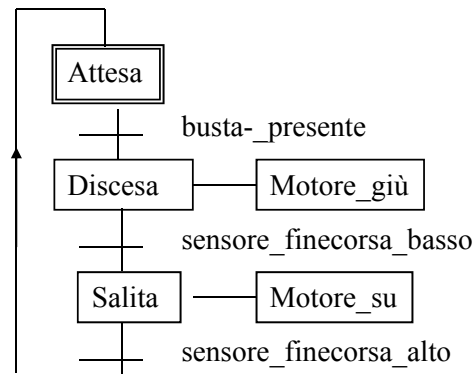 Attesa
busta-_presente
Discesa
Motore_giù
sensore_finecorsa_basso
Salita
Motore_su
sensore_finecorsa_alto